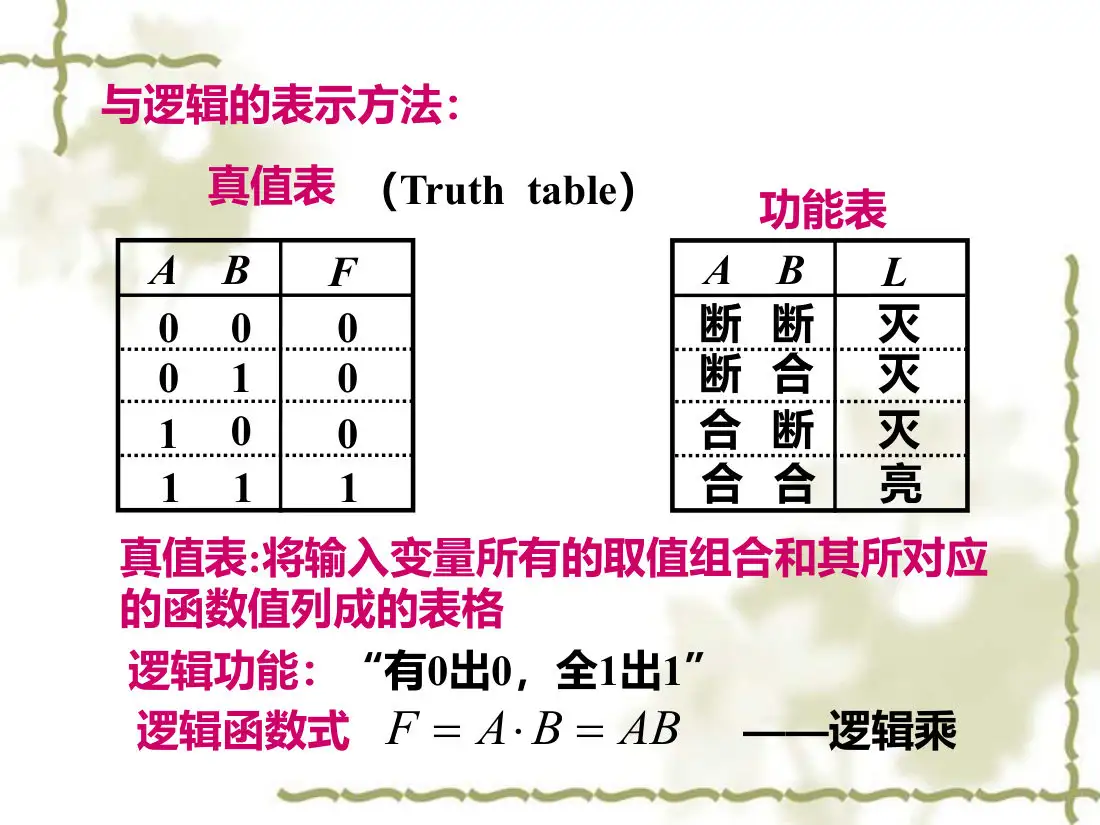 与逻辑的表示方法：
真值表 （Truth table）
功能表
A B F
0 0 0
0 1 0
1 0 0
1 1 1
A B L
断 断 灭
断 合 灭
合 断 灭
合 合 亮
真值表:将输入变量所有的取值组合和其所对应
的函数值列成的表格
逻辑功能：“有0出0，全1出1”
逻辑函数式 F = A · B = AB ——逻辑乘